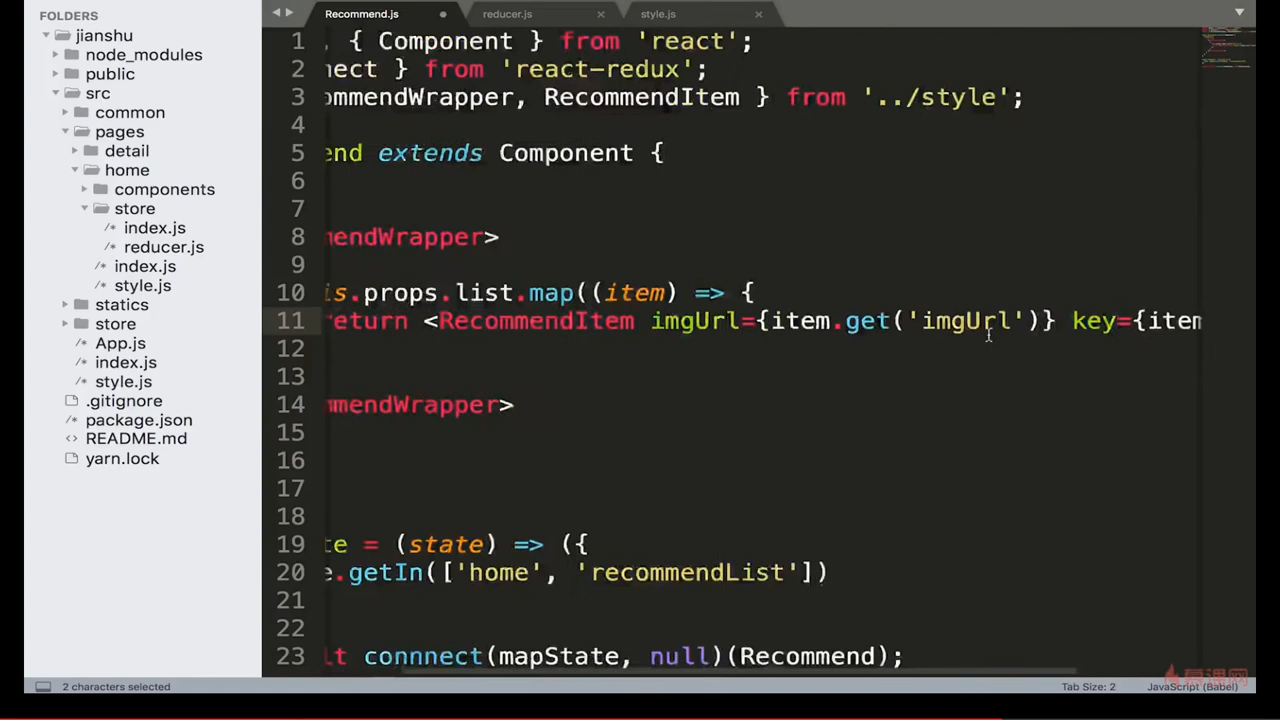 FOLDERS
jianshu
node_modules
public
src
common
pages
detail
home
components
store
/* index.js
/* reducer.js
/* index.js
/* style.js
statics
store
/* App.js
/* index.js
/* style.js
.gitignore
/* package.json
<> README.md
yarn.lock
Recommend.js
reducer.js
style.js
1 , { Component } from 'react';
2 nect } from 'react-redux';
3 ommendWrapper, RecommendItem } from '../style';
4
5 end extends Component {
6
7
8 mendWrapper>
9
10 is.props.list.map((item) => {
11 return <RecommendItem imgUrl={item.get('imgUrl')} key={item
12
13
14 mmendWrapper>
15
16
17
18
19 te = (state) => ({
20 e.getIn(['home', 'recommendList'])
21
22
23 lt connnect(mapState, null)(Recommend);
2 characters selected
Tab Size: 2
JavaScript (Babel)
慕课网